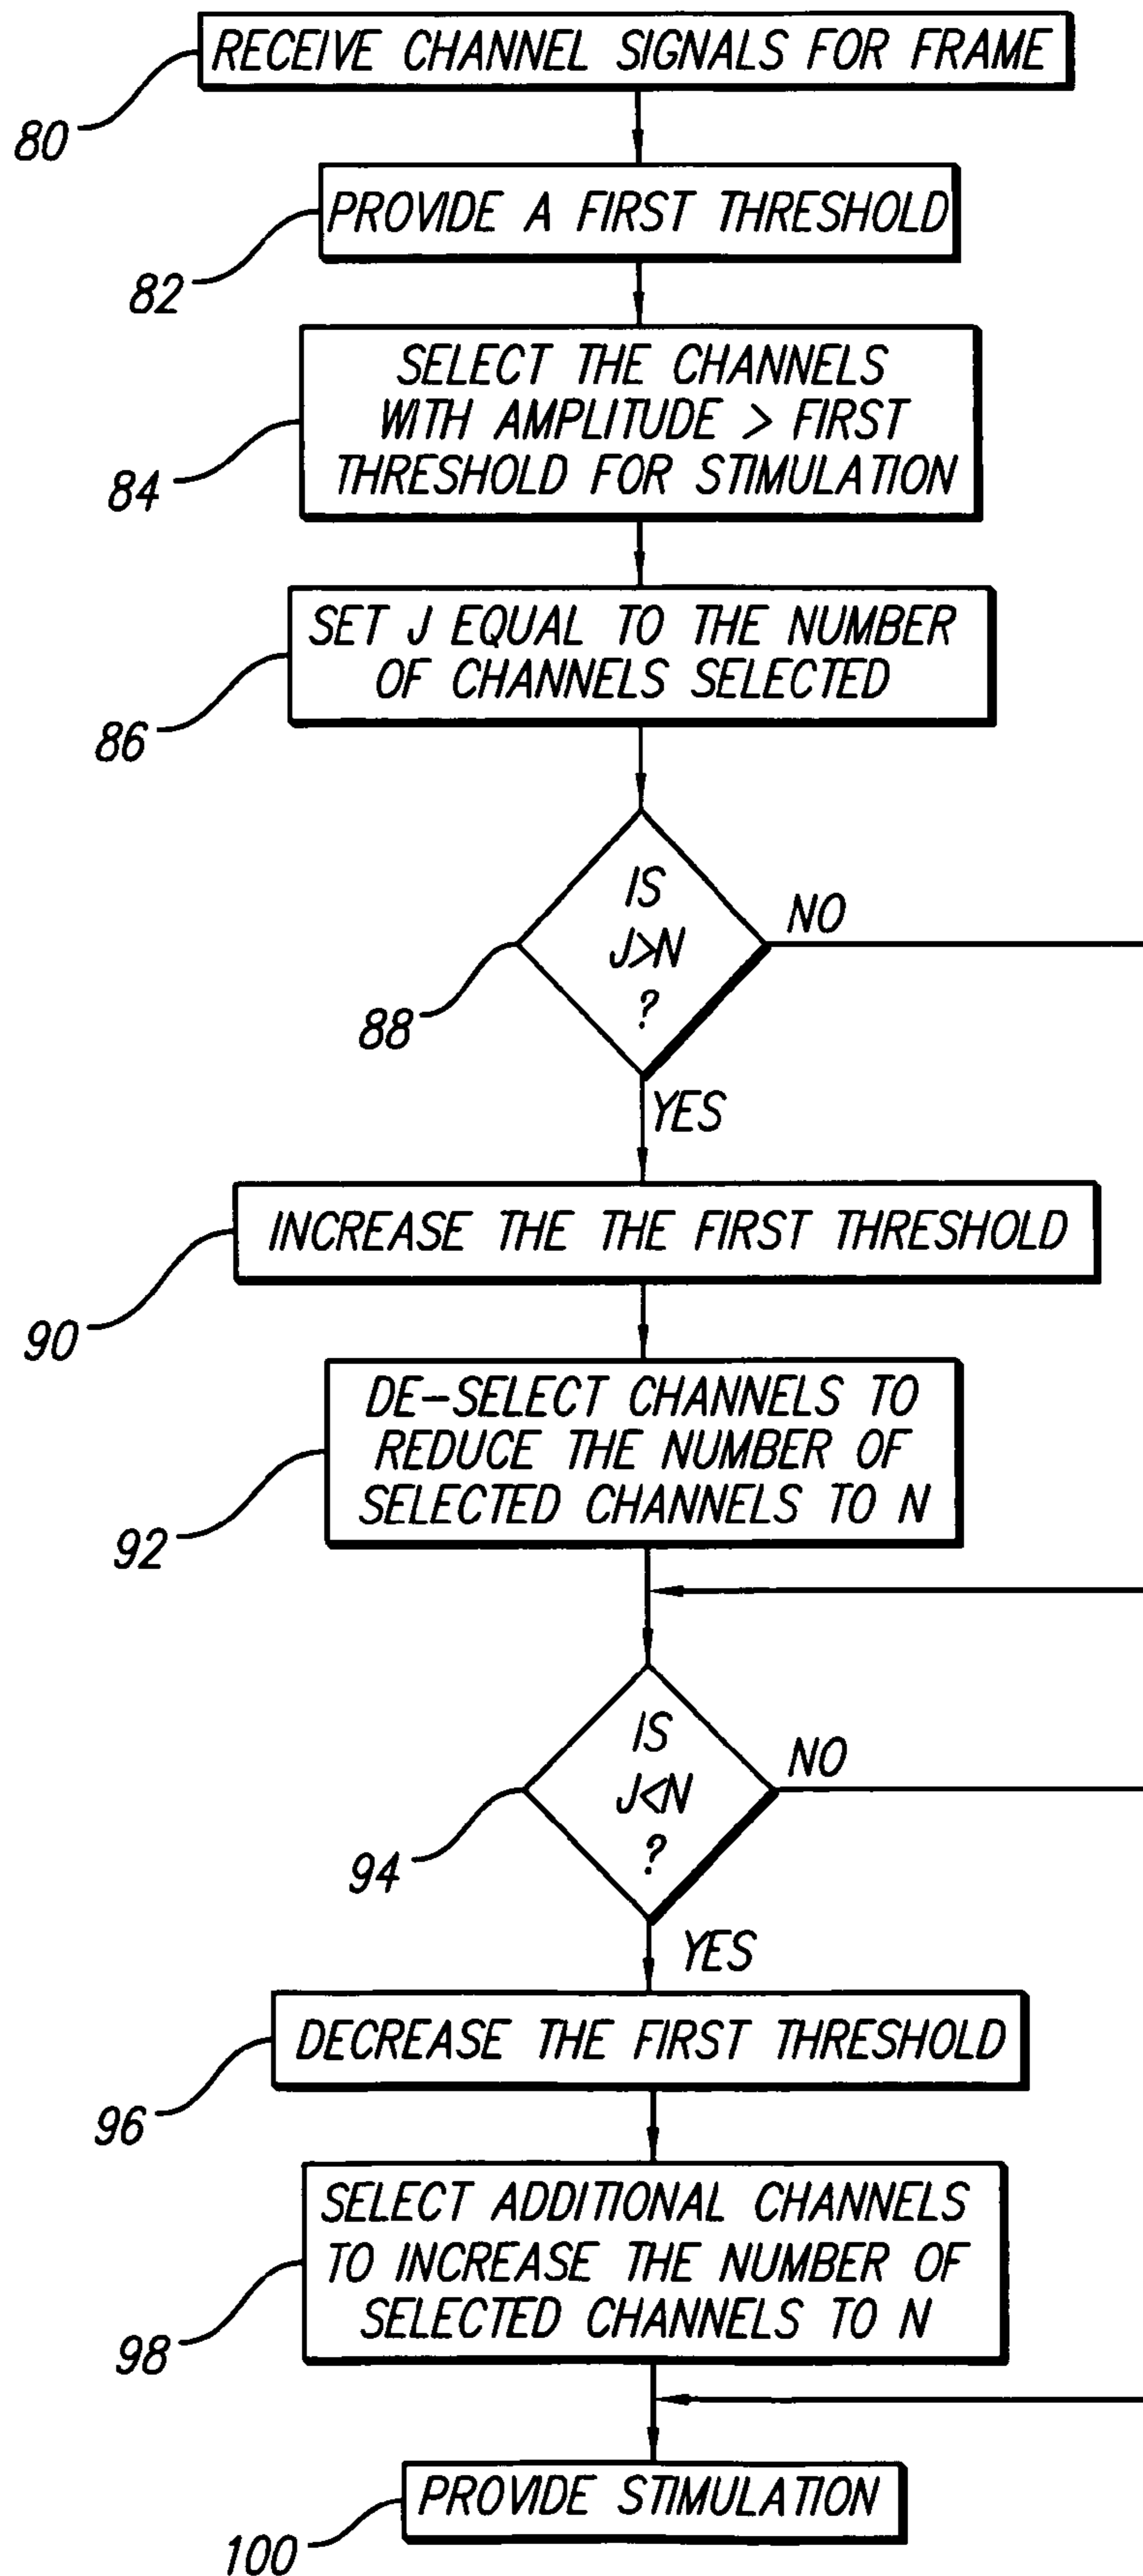 RECEIVE CHANNEL SIGNALS FOR FRAME
80
PROVIDE A FIRST THRESHOLD
82
SELECT THE CHANNELS
WITH AMPLITUDE > FIRST
THRESHOLD FOR STIMULATION
84
SET J EQUAL TO THE NUMBER
OF CHANNELS SELECTED
86
IS
J>N
?
NO
88
YES
INCREASE THE THE FIRST THRESHOLD
90
DE-SELECT CHANNELS TO
REDUCE THE NUMBER OF
SELECTED CHANNELS TO N
92
IS
J<N
?
NO
94
YES
DECREASE THE FIRST THRESHOLD
96
SELECT ADDITIONAL CHANNELS
TO INCREASE THE NUMBER OF
SELECTED CHANNELS TO N
98
PROVIDE STIMULATION
100